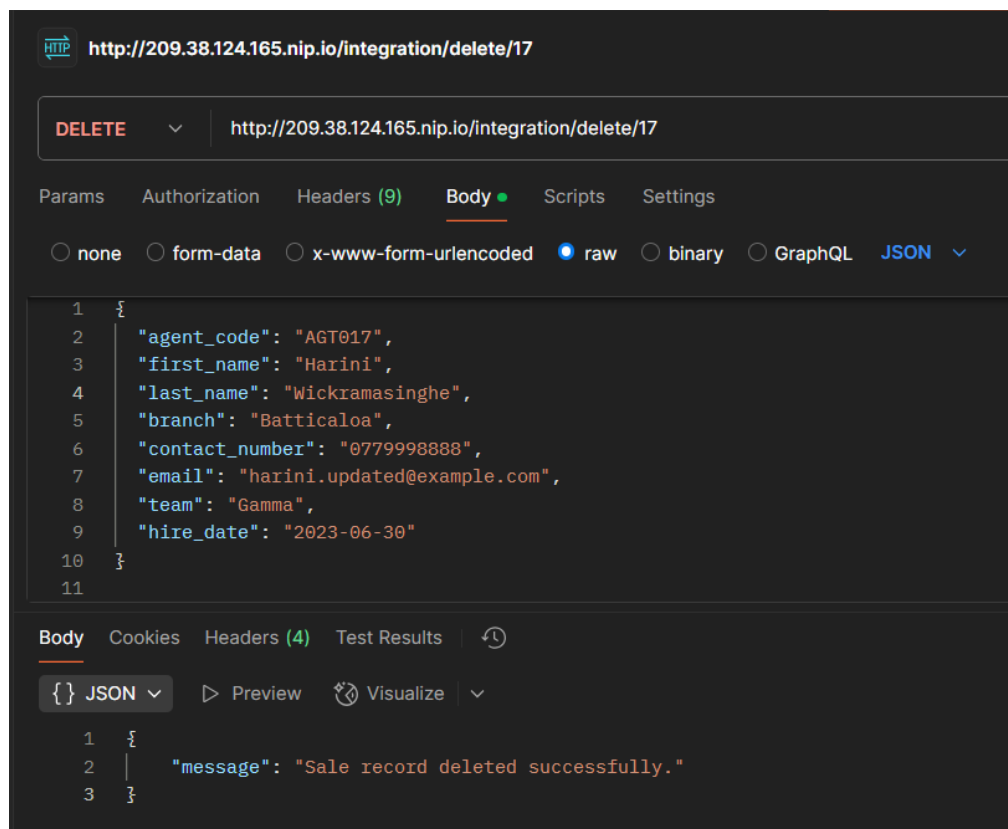 HTTP http://209.38.124.165.nip.io/integration/delete/17
DELETE http://209.38.124.165.nip.io/integration/delete/17
Params Authorization Headers (9) Body Scripts Settings
none form-data x-www-form-urlencoded raw binary GraphQL JSON
1 {
2 "agent_code": "AGT017",
3 "first_name": "Harini",
4 "last_name": "Wickramasinghe",
5 "branch": "Batticaloa",
6 "contact_number": "0779998888",
7 "email": "harini.updated@example.com",
8 "team": "Gamma",
9 "hire_date": "2023-06-30"
10 }
11
Body Cookies Headers (4) Test Results
{} JSON Preview Visualize
1 {
2 "message": "Sale record deleted successfully."
3 }